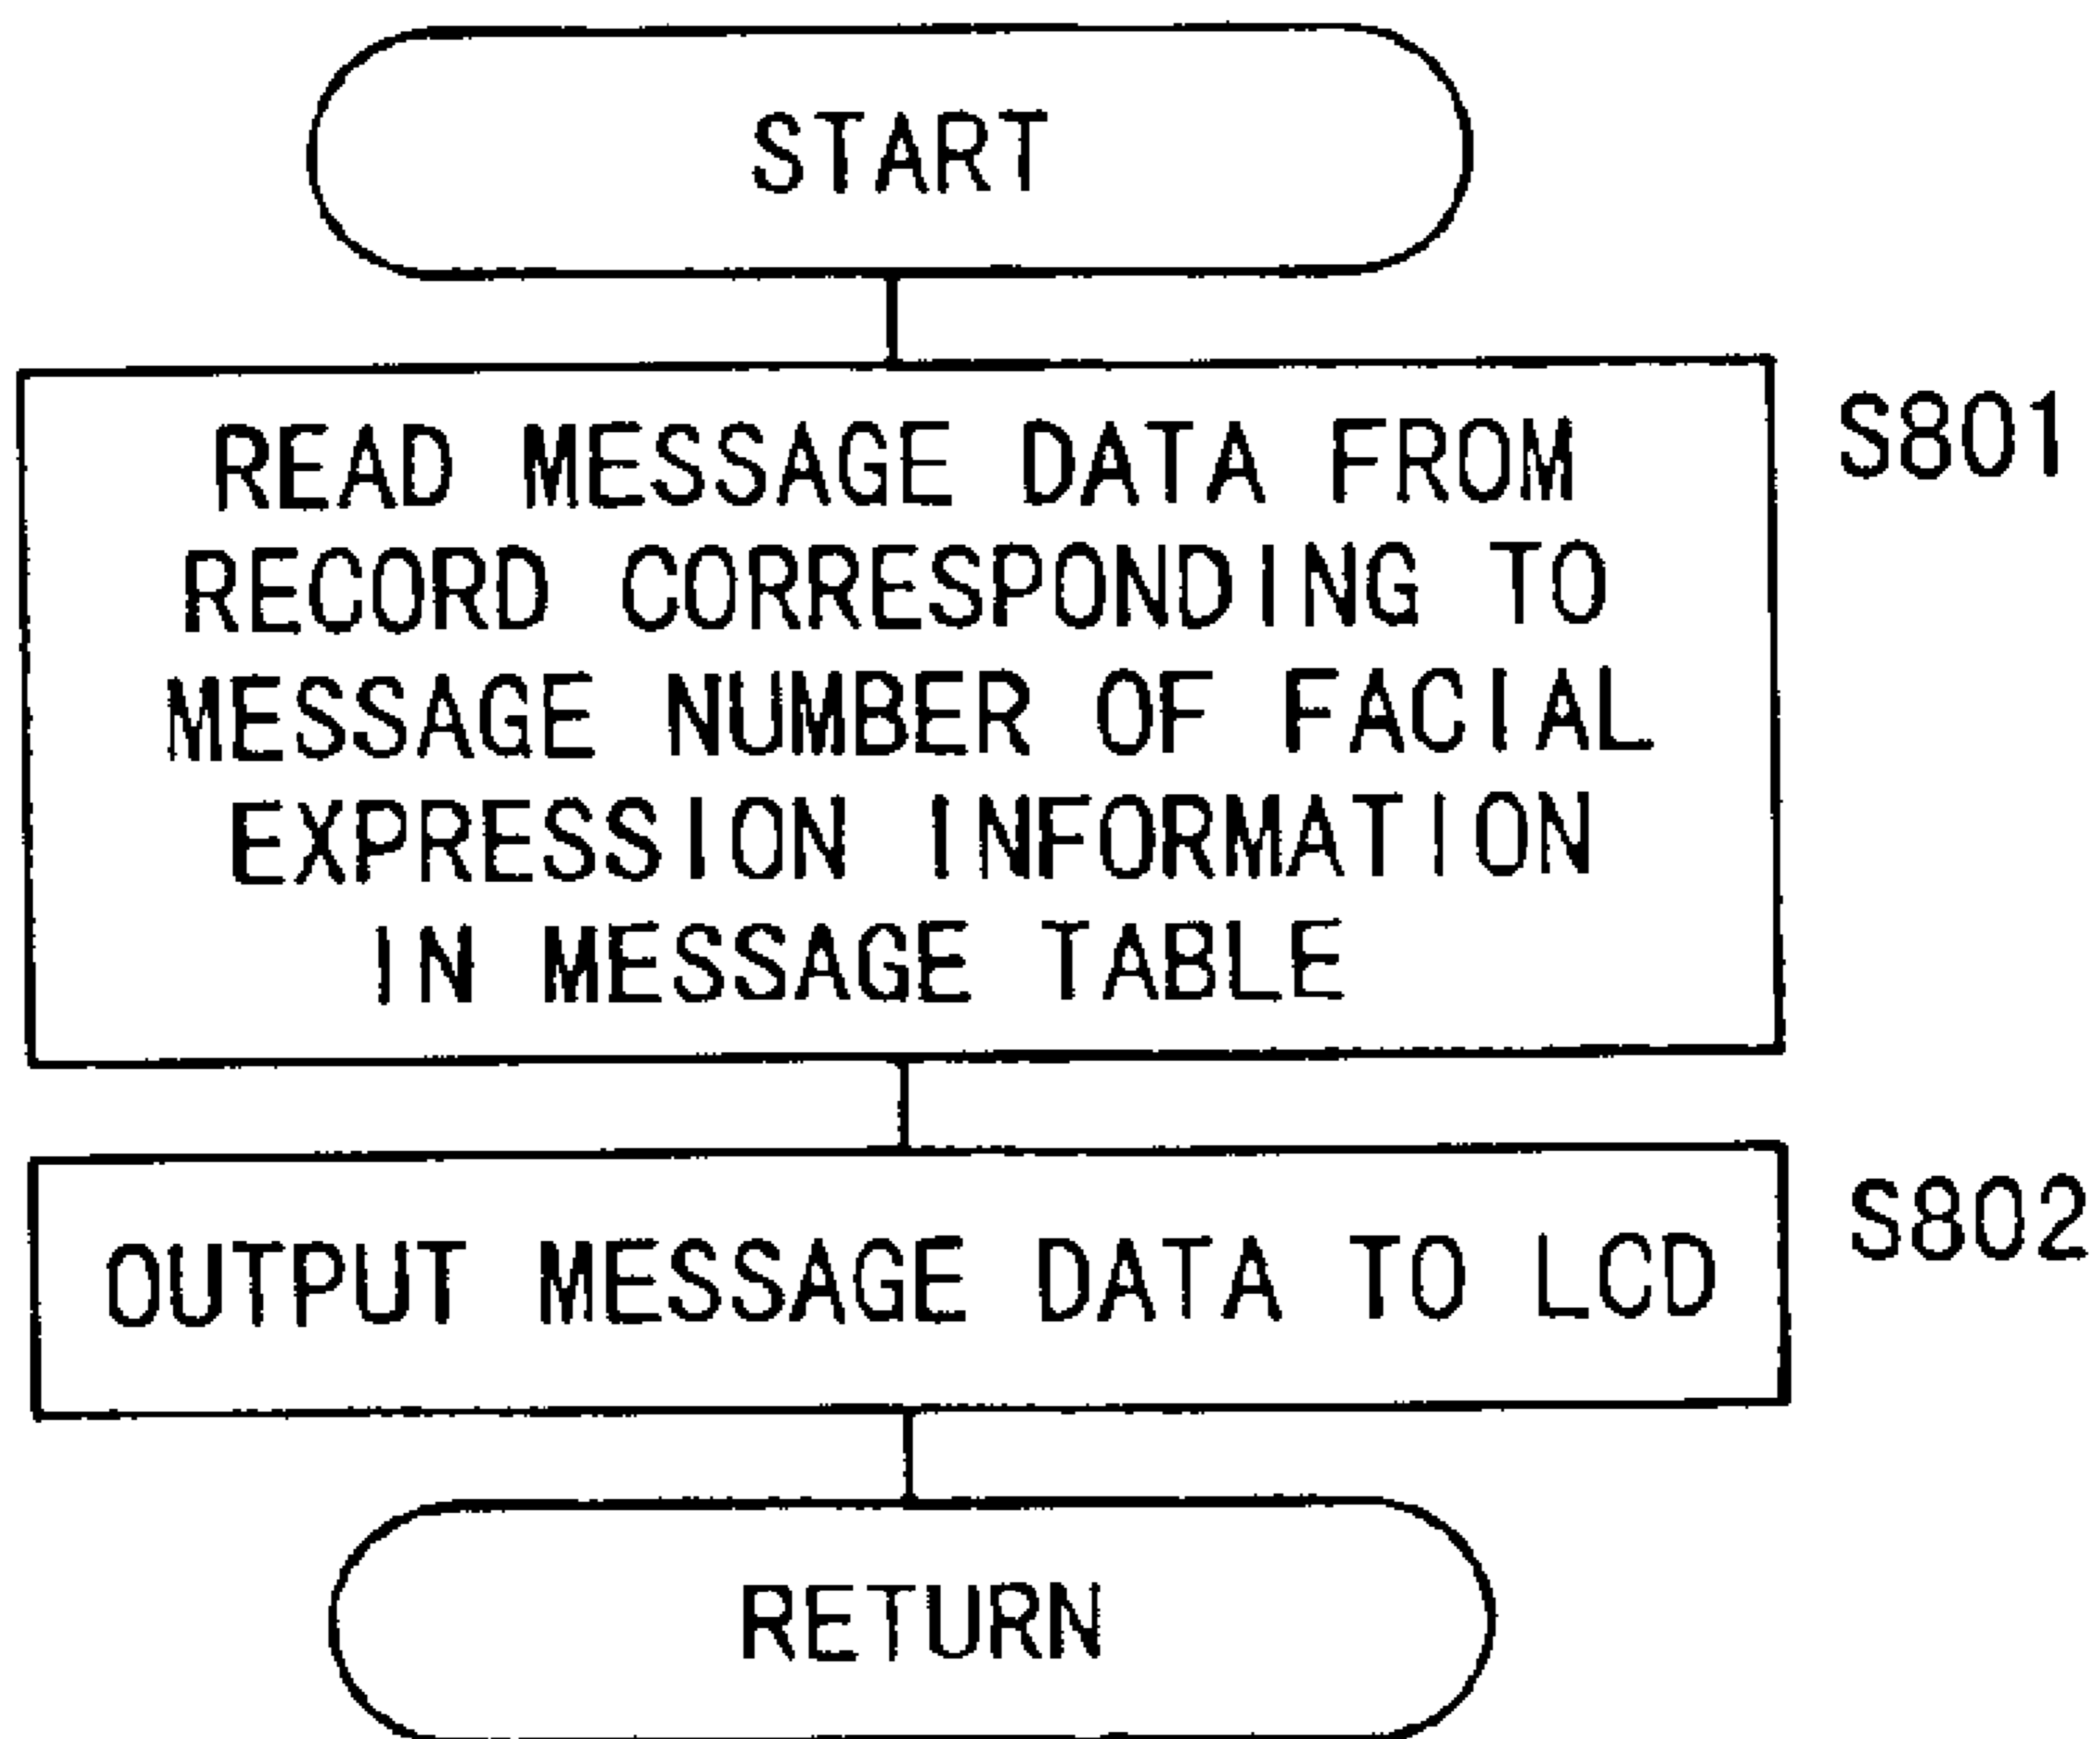 START
READ MESSAGE DATA FROM
RECORD CORRESPONDING TO
MESSAGE NUMBER OF FACIAL
EXPRESSION INFORMATION
IN MESSAGE TABLE
S801
OUTPUT MESSAGE DATA TO LCD
S802
RETURN